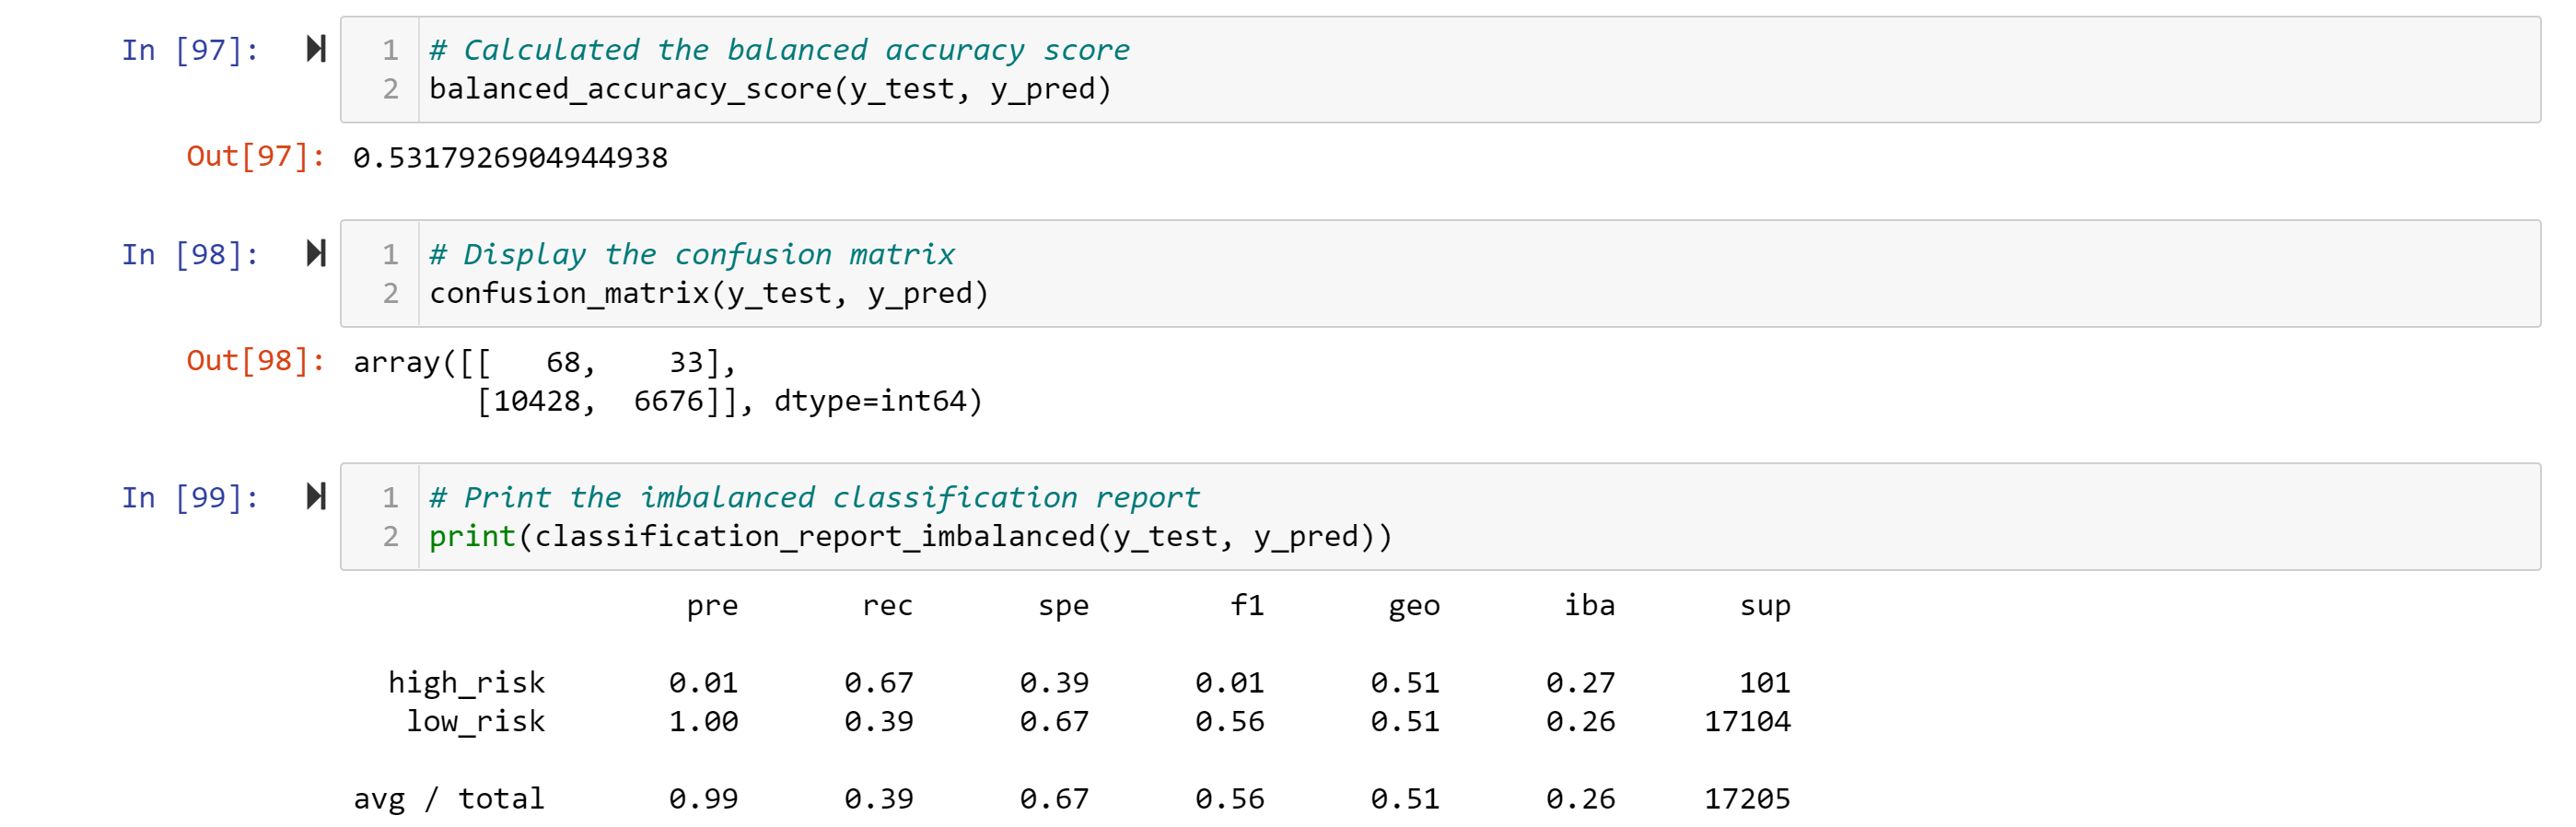 In [97]:
1 # Calculated the balanced accuracy score
2 balanced_accuracy_score(y_test, y_pred)
Out[97]: 0.5317926904944938
In [98]:
1 # Display the confusion matrix
2 confusion_matrix(y_test, y_pred)
Out[98]: array([[   68,    33],
       [10428,  6676]], dtype=int64)
In [99]:
1 # Print the imbalanced classification report
2 print(classification_report_imbalanced(y_test, y_pred))
pre rec spe f1 geo iba sup
high_risk 0.01 0.67 0.39 0.01 0.51 0.27 101
low_risk 1.00 0.39 0.67 0.56 0.51 0.26 17104
avg / total 0.99 0.39 0.67 0.56 0.51 0.26 17205